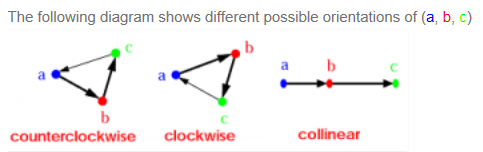 The following diagram shows different possible orientations of (a, b, c)
c
a
b
counterclockwise
b
a
c
clockwise
a b c
collinear